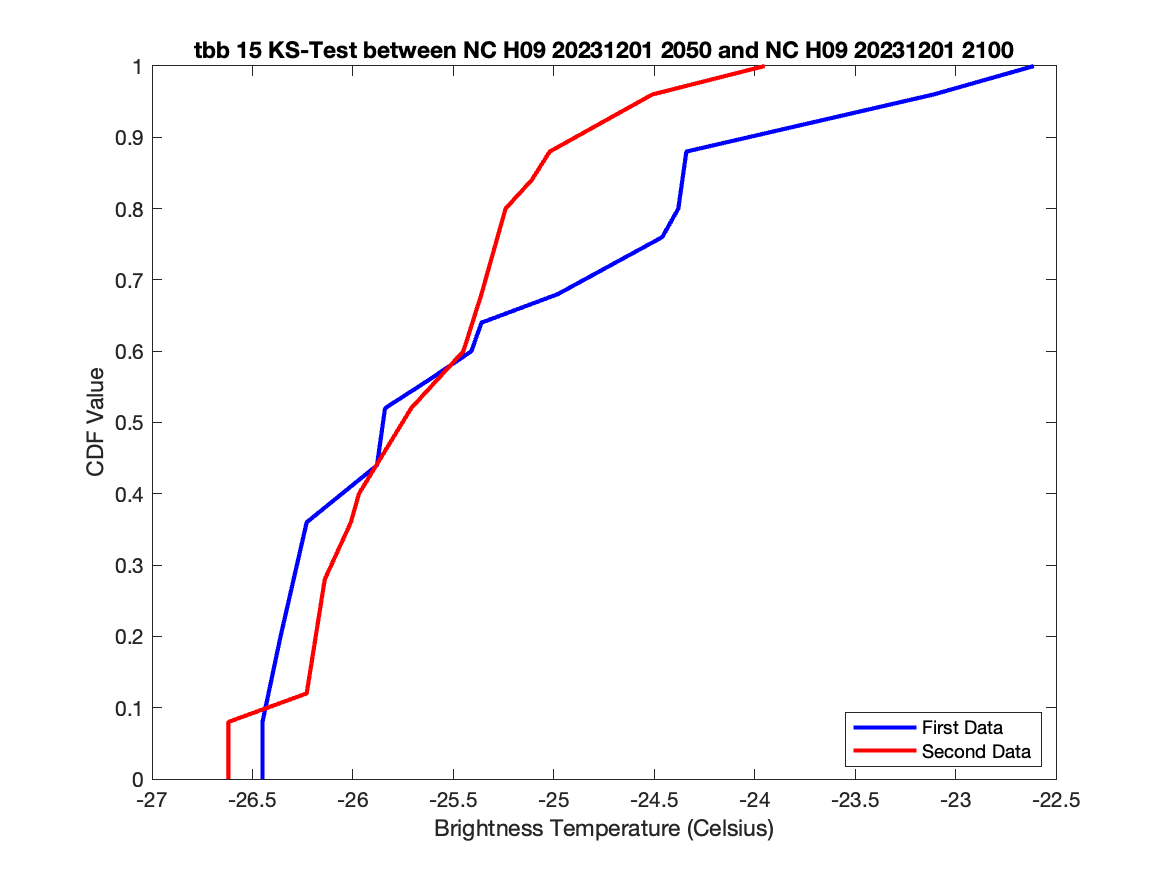 tbb 15 KS-Test between NC H09 20231201 2050 and NC H09 20231201 2100
1
0.9
0.8
0.7
0.6
0.5
0.4
0.3
0.2
0.1
0
CDF Value
First Data
Second Data
-27 -26.5 -26 -25.5 -25 -24.5 -24 -23.5 -23 -22.5
Brightness Temperature (Celsius)